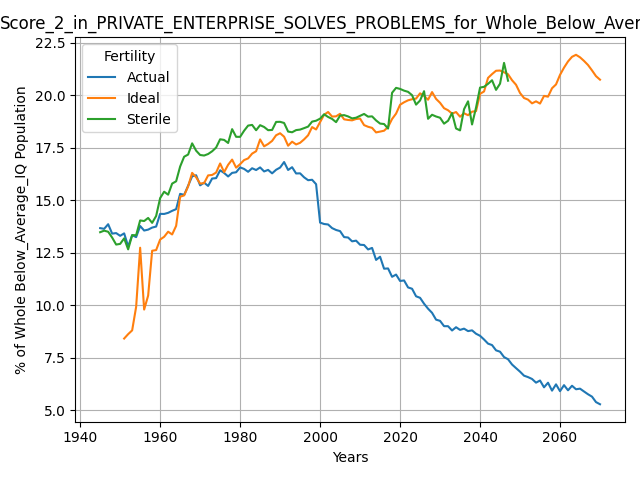 Score_2_in_PRIVATE_ENTERPRISE_SOLVES_PROBLEMS_for_Whole_Below_Aver
Fertility
Actual
Ideal
Sterile
% of Whole Below_Average_IQ Population
22.5
20.0
17.5
15.0
12.5
10.0
7.5
5.0
1940
1960
1980
2000
2020
2040
2060
Years